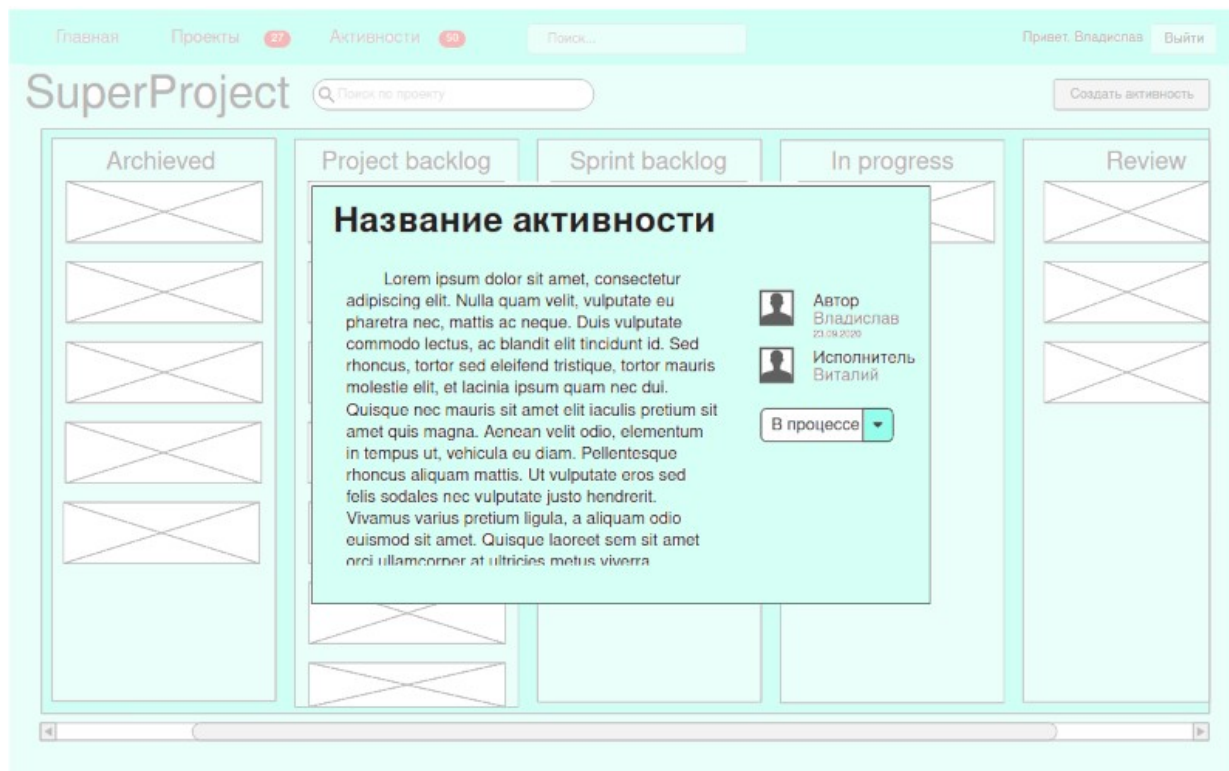 Главная Проекты 27 Активности 50 Поиск... Привет, Владислав Выйти
SuperProject Поиск по проекту Создать активность
Archieved Project backlog Sprint backlog In progress Review
Название активности
Lorem ipsum dolor sit amet, consectetur
adipiscing elit. Nulla quam velit, vulputate eu
pharetra nec, mattis ac neque. Duis vulputate
commodo lectus, ac blandit elit tincidunt id. Sed
rhoncus, tortor sed eleifend tristique, tortor mauris
molestie elit, et lacinia ipsum quam nec dui.
Quisque nec mauris sit amet elit iaculis pretium sit
amet quis magna. Aenean velit odio, elementum
in tempus ut, vehicula eu diam. Pellentesque
rhoncus aliquam mattis. Ut vulputate eros sed
felis sodales nec vulputate justo hendrerit.
Vivamus varius pretium ligula, a aliquam odio
euismod sit amet. Quisque laoreet sem sit amet
orci ullamcorper at ultricies metus viverra
Автор
Владислав
23.09.2020
Исполнитель
Виталий
В процессе